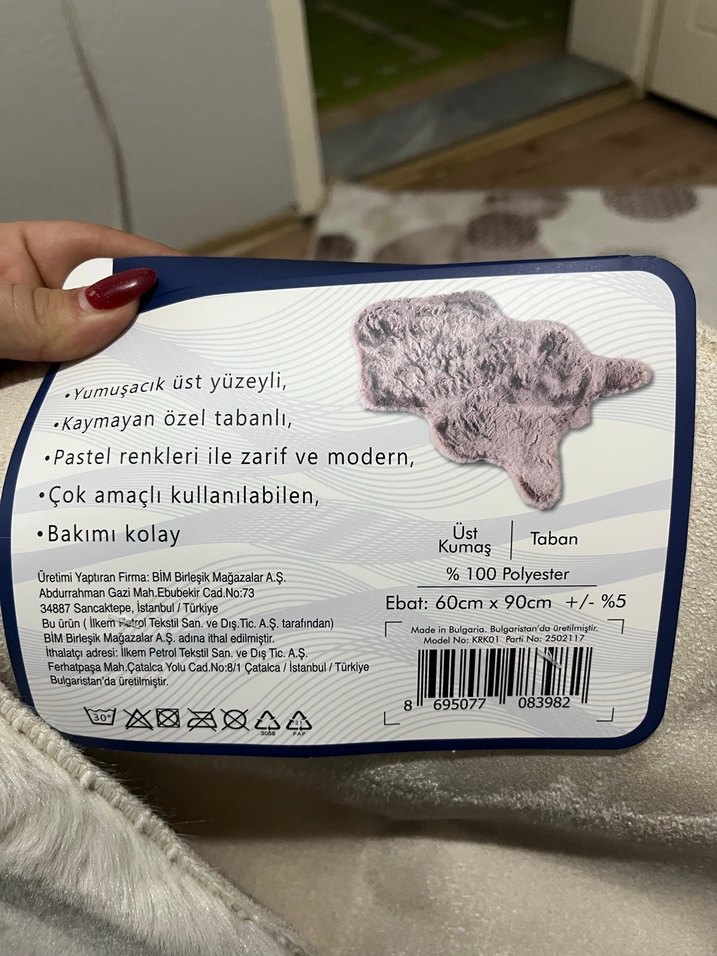 •Yumuşacık üst yüzeyli,
•Kaymayan özel tabanlı,
•Pastel renkleri ile zarif ve modern,
•Çok amaçlı kullanılabilen,
•Bakımı kolay
Üst Kumaş | Taban
% 100 Polyester
Ebat: 60cm x 90cm +/- %5
Üretimi Yaptıran Firma: BİM Birleşik Mağazalar A.Ş.
Abdurrahman Gazi Mah.Ebubekir Cad.No:73
34887 Sancaktepe, İstanbul / Türkiye
Bu ürün ( İlkem Petrol Tekstil San. ve Dış.Tic. A.Ş. tarafından)
BİM Birleşik Mağazalar A.Ş. adına ithal edilmiştir.
İthalatçı adresi: İlkem Petrol Tekstil San. ve Dış Tic. A.Ş.
Ferhatpaşa Mah.Çatalca Yolu Cad.No:8/1 Çatalca / İstanbul / Türkiye
Bulgaristan'da üretilmiştir.
Made in Bulgaria. Bulgaristan'da üretilmiştir.
Model No: KRK01 Parti No: 2502117
8 695077 083982
30°
PAP